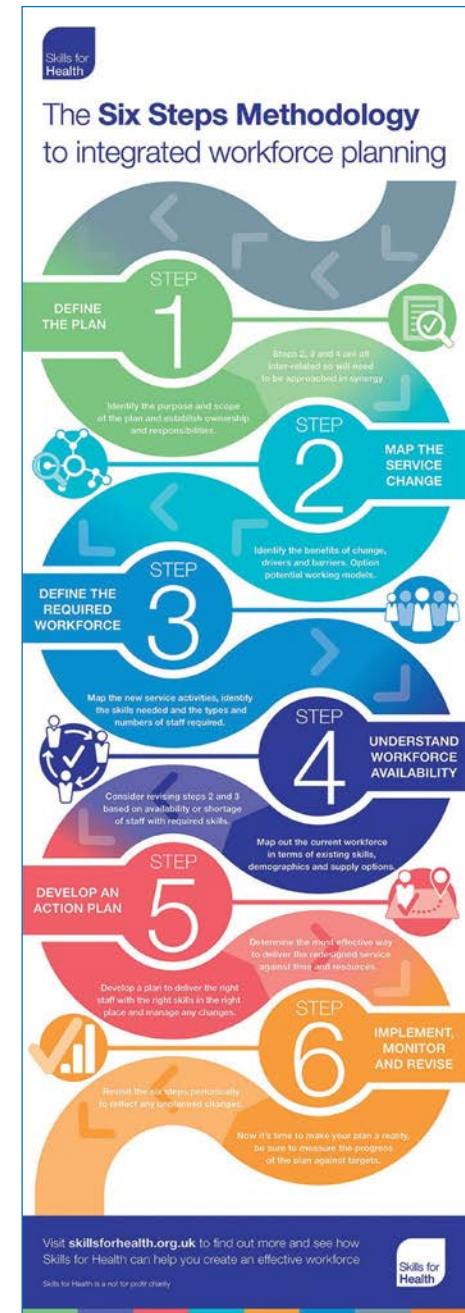 Skills for
Health
The Six Steps Methodology
to integrated workforce planning
STEP
1
DEFINE
THE PLAN
Identify the purpose and scope
of the plan and establish ownership
and responsibilities.
Steps 2, 3 and 4 are all
inter-related so will need
to be approached in synergy
STEP
2
MAP THE
SERVICE
CHANGE
Identify the benefits of change,
drivers and barriers. Option
potential working models.
STEP
3
DEFINE THE
REQUIRED
WORKFORCE
Map the new service activities, identify
the skills needed and the types and
numbers of staff required.
STEP
4
UNDERSTAND
WORKFORCE
AVAILABILITY
Map out the current workforce
in terms of existing skills,
demographics and supply options.
Consider revising steps 2 and 3
based on availability or shortage
of staff with required skills.
STEP
5
DEVELOP AN
ACTION PLAN
Develop a plan to deliver the right
staff with the right skills in the right
place and manage any changes.
Determine the most effective way
to deliver the redesigned service
against time and resources.
STEP
6
IMPLEMENT,
MONITOR
AND REVISE
Now it's time to make your plan a reality,
be sure to measure the progress
of the plan against targets.
Revisit the six steps periodically
to reflect any unplanned changes.
Visit skillsforhealth.org.uk to find out more and see how
Skills for Health can help you create an effective workforce
Skills for Health is a not for profit charity
Skills for
Health